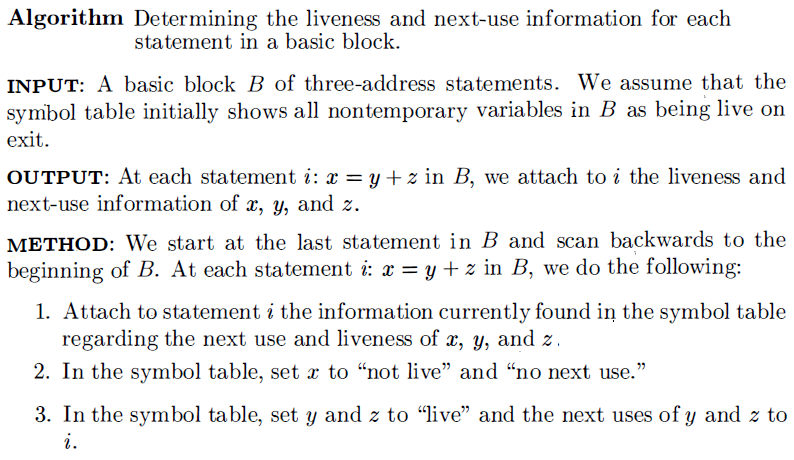 Algorithm Determining the liveness and next-use information for each
statement in a basic block.
INPUT: A basic block B of three-address statements. We assume that the
symbol table initially shows all nontemporary variables in B as being live on
exit.
OUTPUT: At each statement i: x = y + z in B, we attach to i the liveness and
next-use information of x, y, and z.
METHOD: We start at the last statement in B and scan backwards to the
beginning of B. At each statement i: x = y + z in B, we do the following:
1. Attach to statement i the information currently found in the symbol table
regarding the next use and liveness of x, y, and z.
2. In the symbol table, set x to “not live” and “no next use.”
3. In the symbol table, set y and z to “live” and the next uses of y and z to
i.